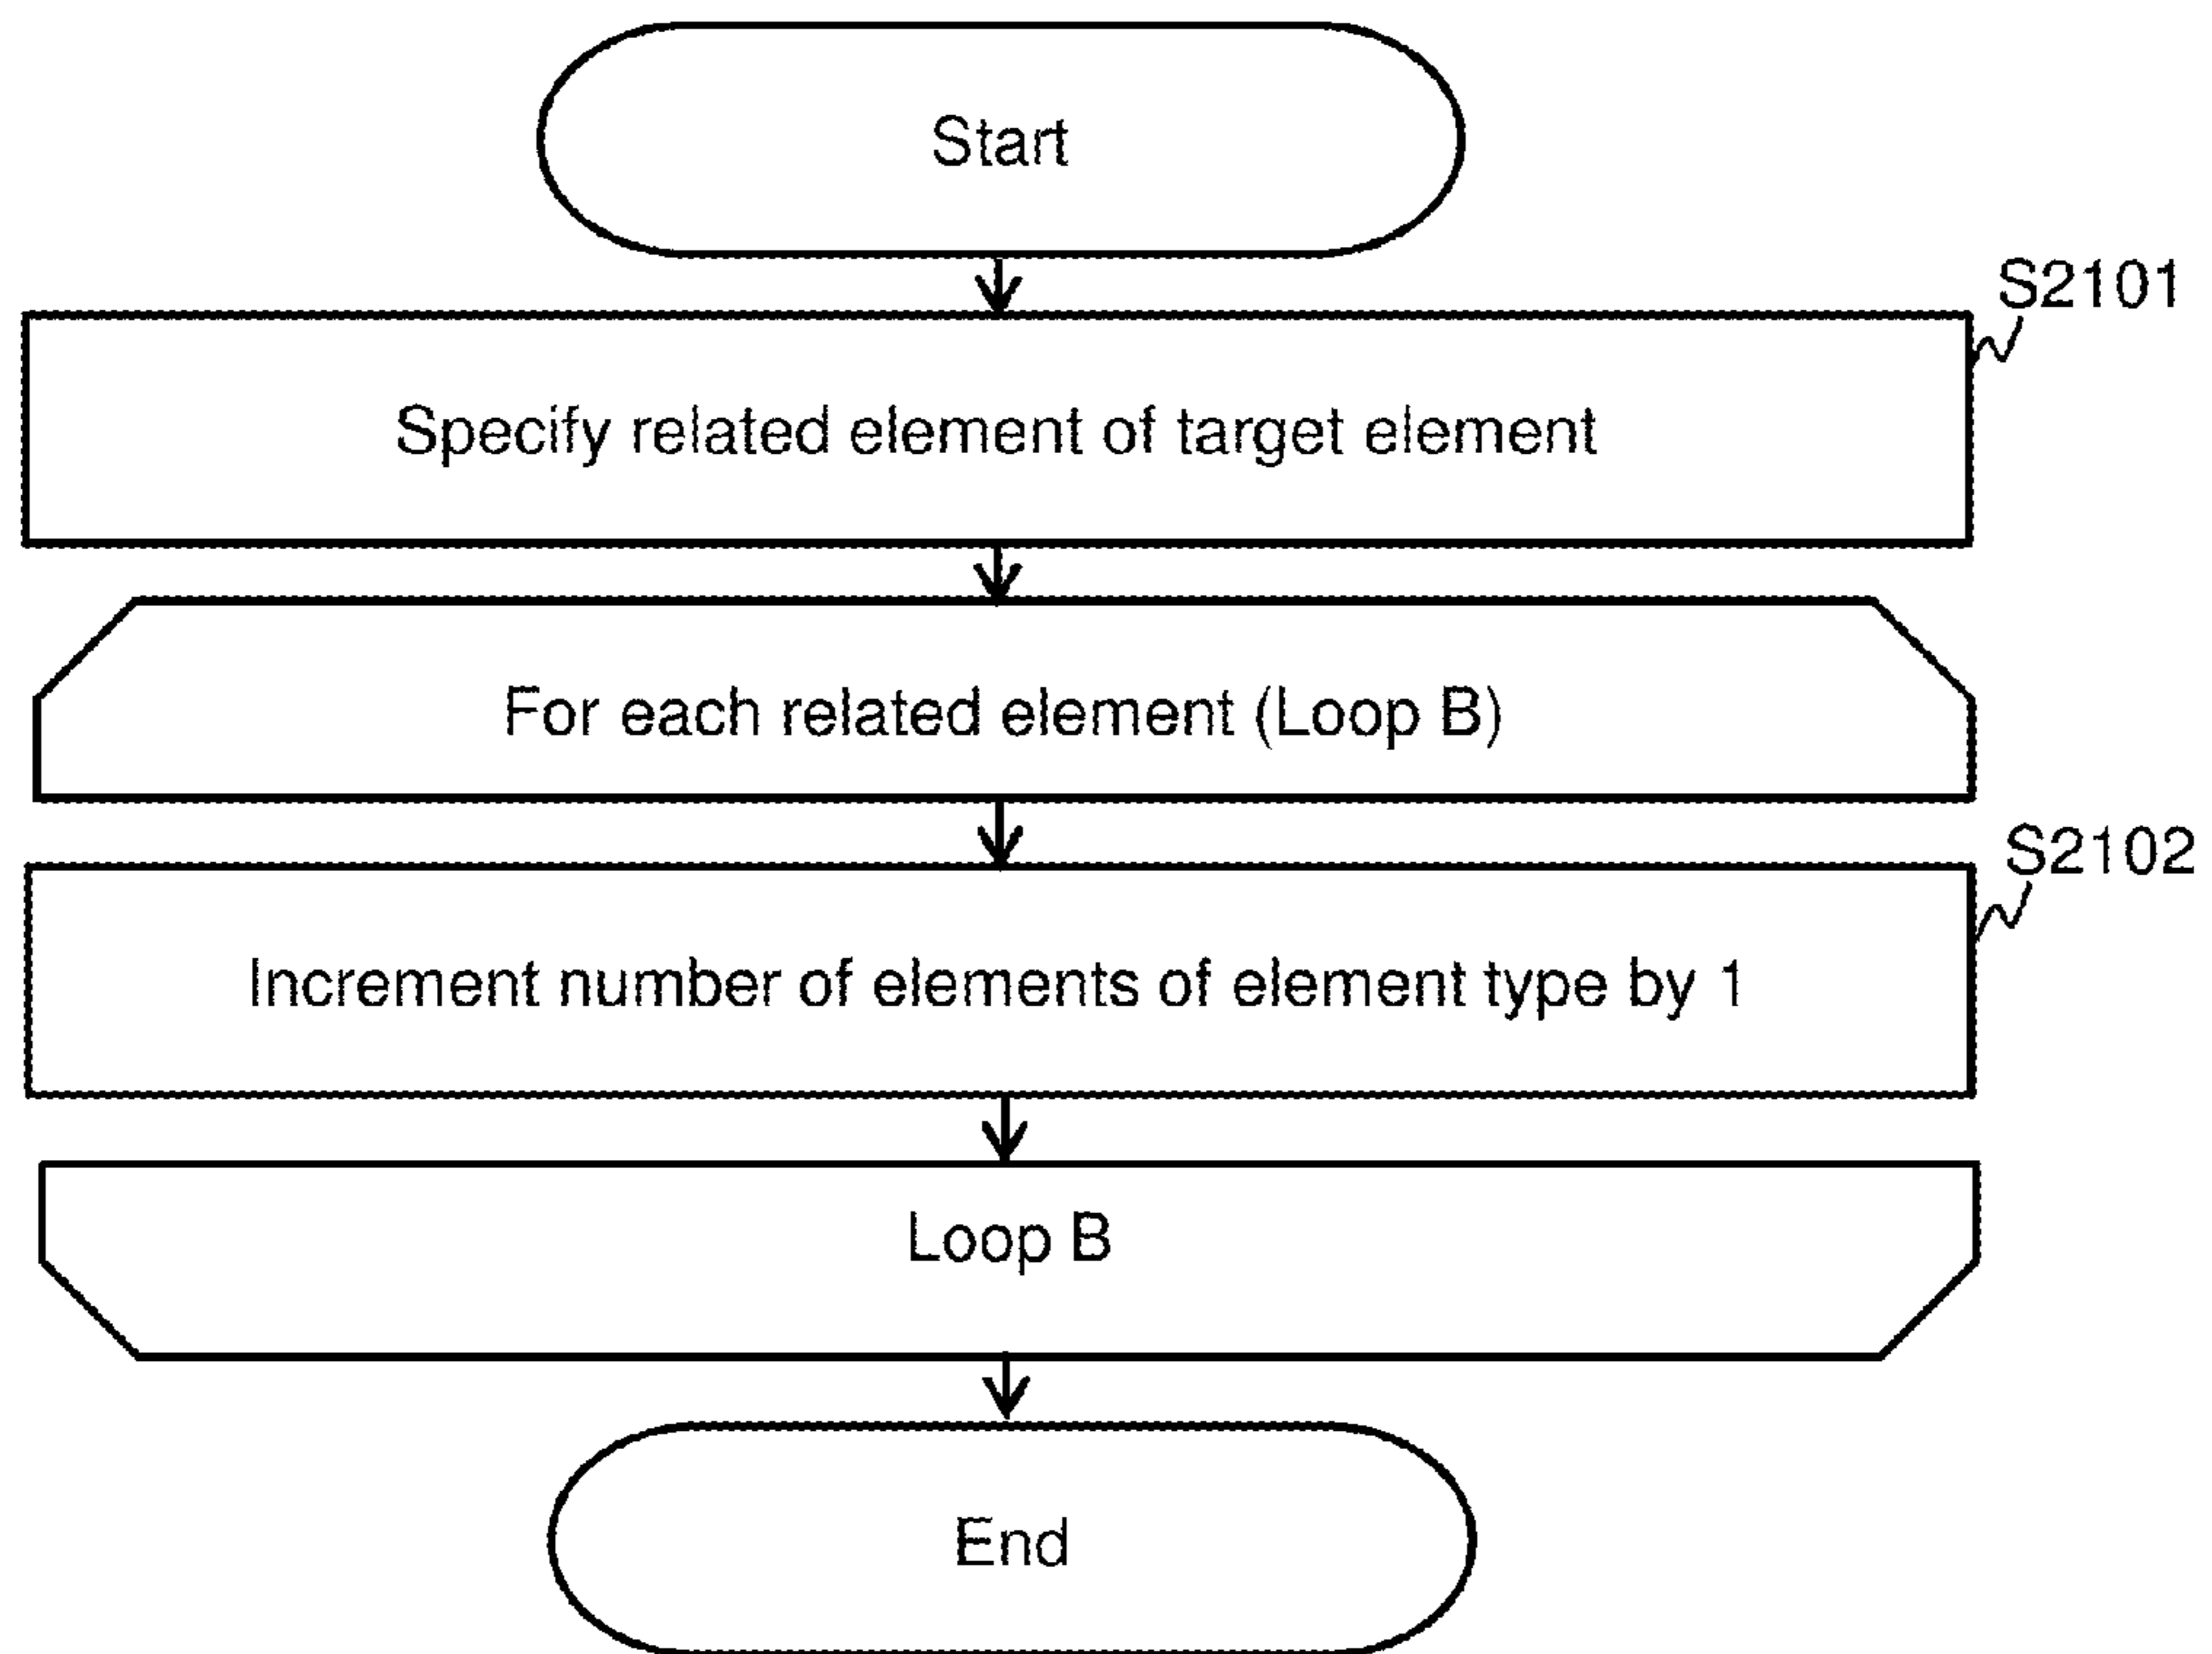 Start
S2101
Specify related element of target element
For each related element (Loop B)
S2102
Increment number of elements of element type by 1
Loop B
End